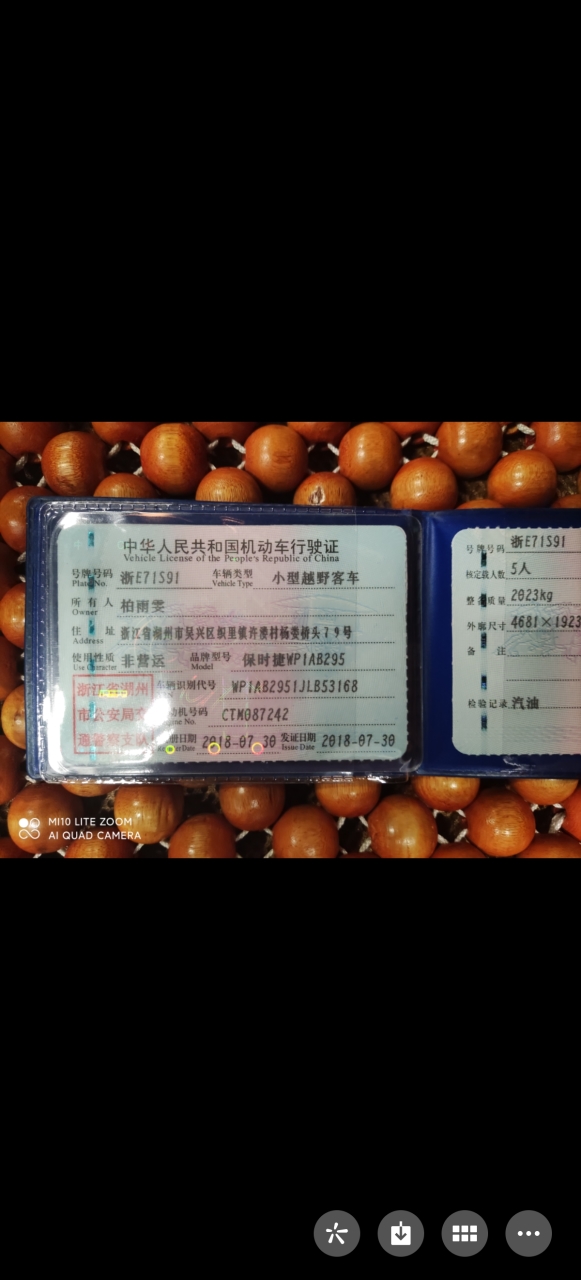 中华人民共和国机动车行驶证
Vehicle License of the People's Republic of China
号牌号码 浙E71S91 车辆类型 小型越野客车
Plate No. Vehicle Type
所有人 柏雨雯
Owner
住址 浙江省湖州市吴兴区织里镇许溇村杨娄桥头79号
Address
使用性质 非营运 品牌型号 保时捷WP1AB295
Use Character Model
车辆识别代号 WP1AB2951JLB53168
浙江省湖州
市公安局交
动机号码 CTM087242
ne No.
册日期 2018-07-30 发证日期 2018-07-30
Date Issue Date
号牌号码 浙E71S91
核定载人数 5人
整 质量 2023kg
外廓尺寸 4681×1923
备注
检验记录 汽油
MI10 LITE ZOOM
AI QUAD CAMERA